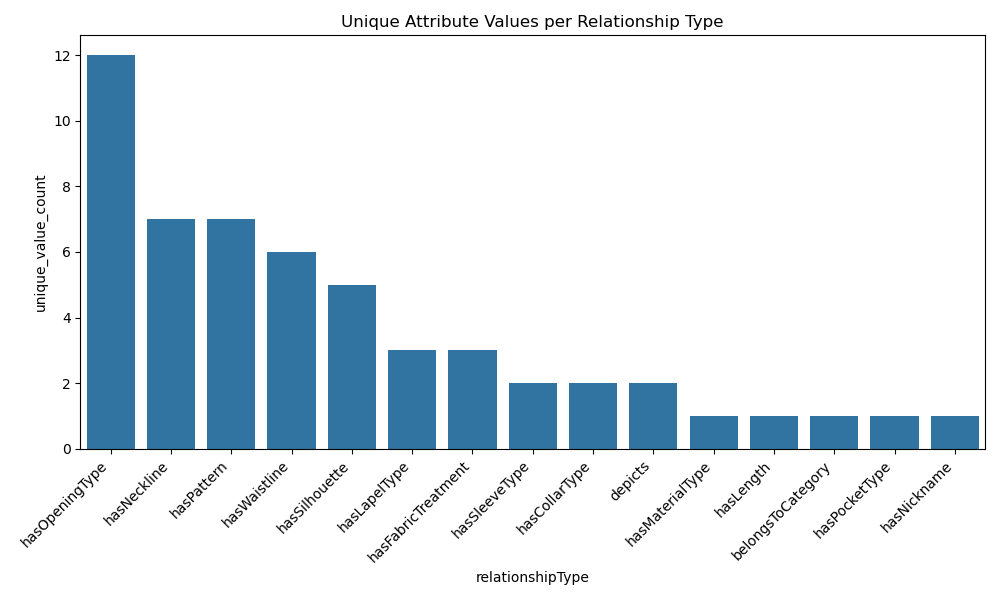 Unique Attribute Values per Relationship Type
unique_value_count
12
10
8
6
4
2
0
hasOpeningType
hasNeckline
hasPattern
hasWaistline
hasSilhouette
hasLapelType
hasFabricTreatment
hasSleeveType
hasCollarType
depicts
hasMaterialType
hasLength
belongsToCategory
hasPocketType
hasNickname
relationshipType